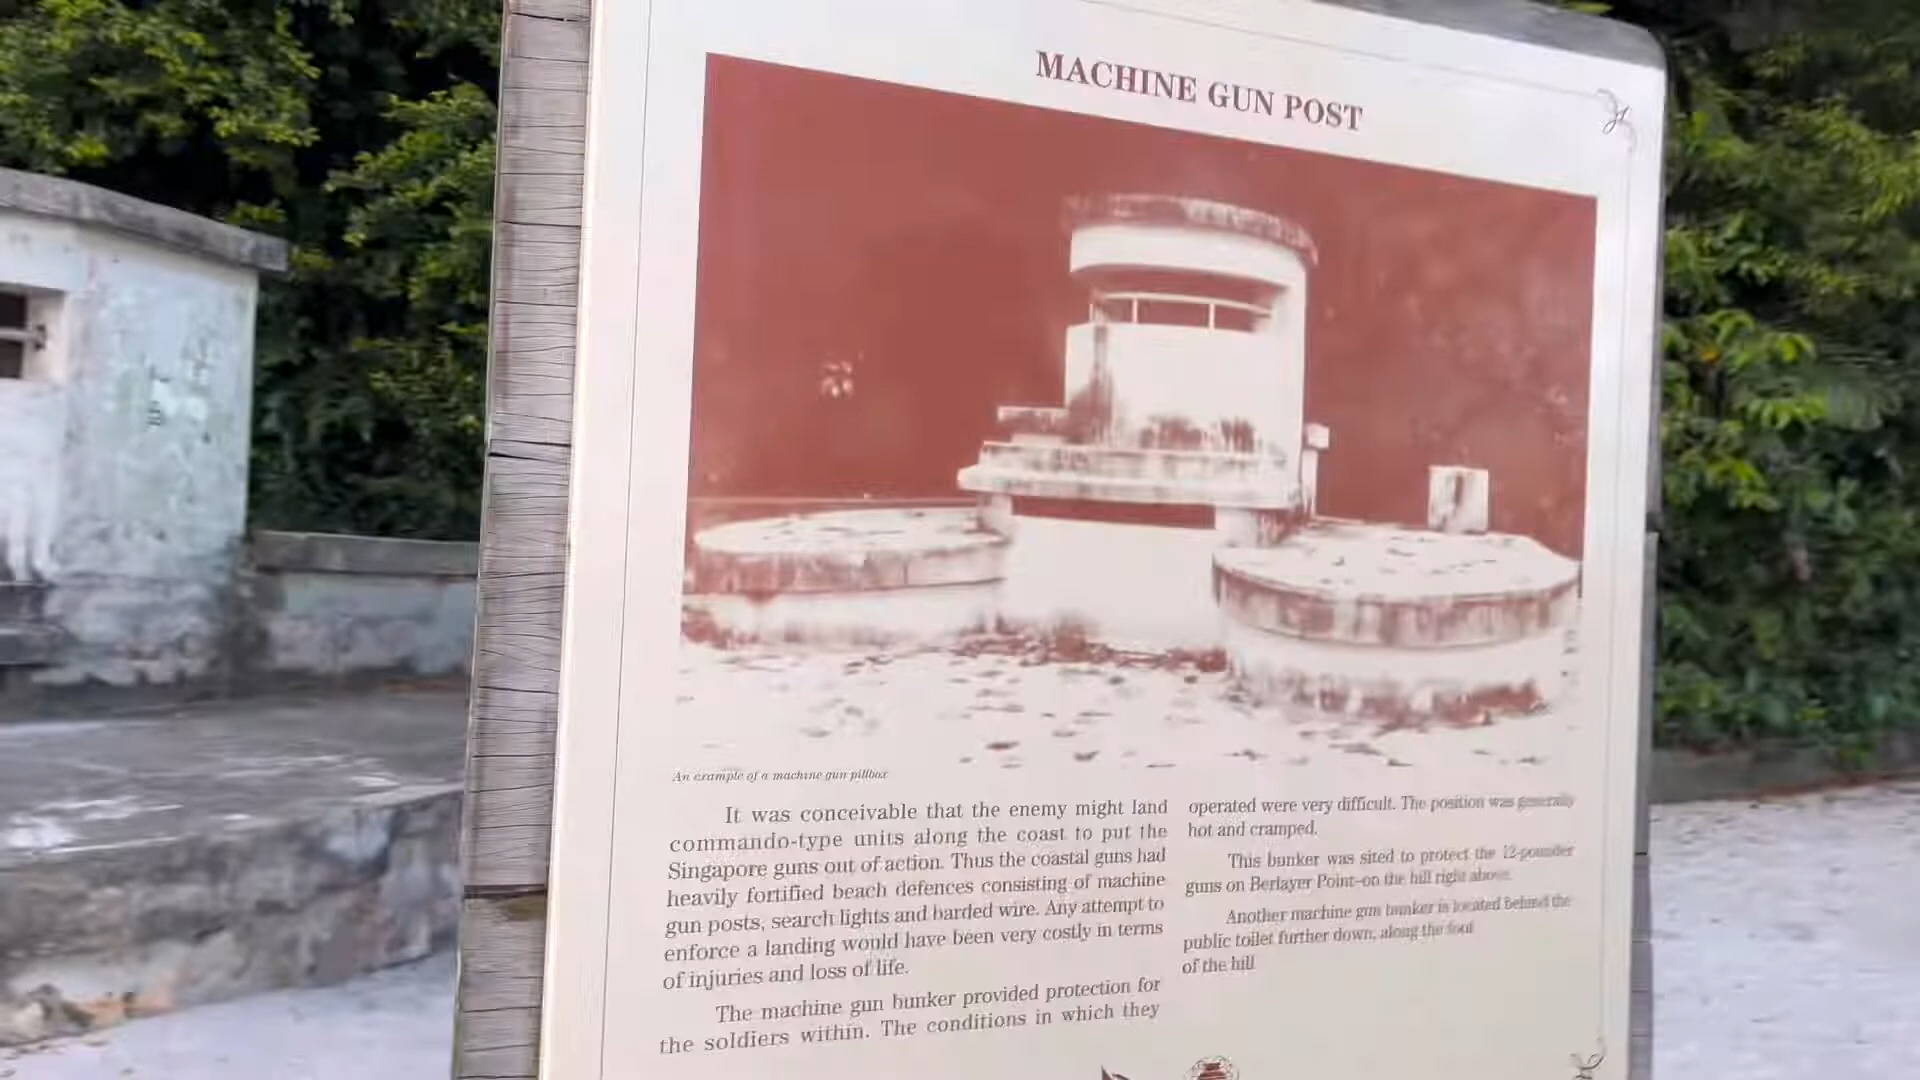 MACHINE GUN POST
An example of a machine gun pillbox
It was conceivable that the enemy might land
commando-type units along the coast to put the
Singapore guns out of action. Thus the coastal guns had
heavily fortified beach defences consisting of machine
gun posts, search lights and barded wire. Any attempt to
enforce a landing would have been very costly in terms
of injuries and loss of life.
The machine gun bunker provided protection for
the soldiers within. The conditions in which they
operated were very difficult. The position was generally
hot and cramped.
This bunker was sited to protect the 12-pounder
guns on Berlayer Point-on the hill right above.
Another machine gun bunker is located behind the
public toilet further down, along the foot
of the hill